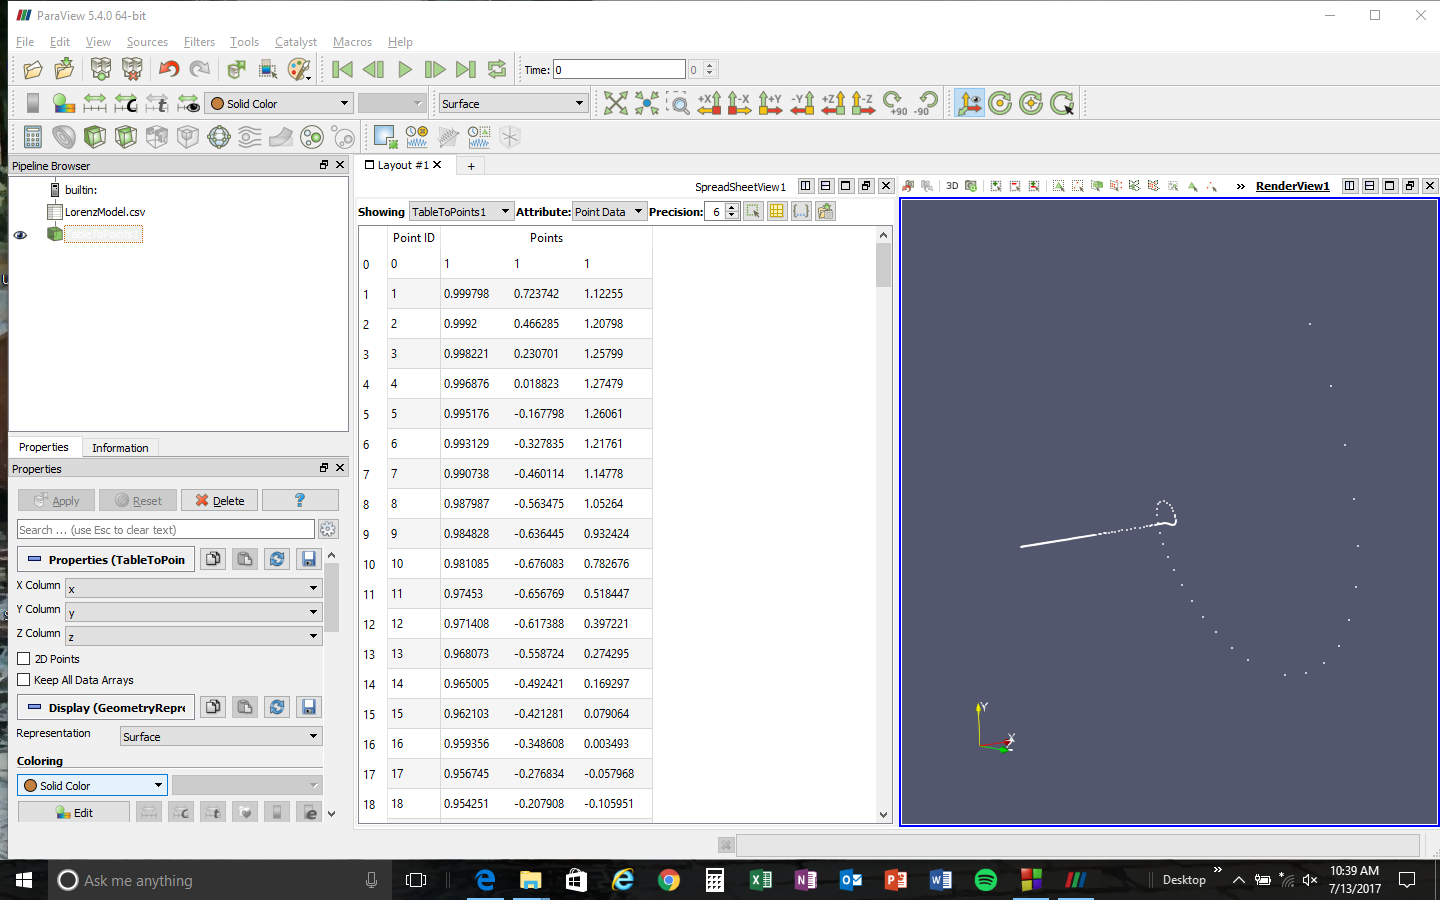 ParaView 5.4.0 64-bit
File Edit View Sources Filters Tools Catalyst Macros Help
Time: 0 0
Solid Color Surface +X -X +Y -Y +Z -Z +90 -90
Pipeline Browser
Layout #1 +
builtin:
LorenzModel.csv
SpreadSheetView1
3D » RenderView1
Showing TableToPoints1 Attribute: Point Data Precision: 6
Point ID Points
0 0 1 1 1
1 1 0.999798 0.723742 1.12255
2 2 0.9992 0.466285 1.20798
3 3 0.998221 0.230701 1.25799
4 4 0.996876 0.018823 1.27479
5 5 0.995176 -0.167798 1.26061
6 6 0.993129 -0.327835 1.21761
7 7 0.990738 -0.460114 1.14778
8 8 0.987987 -0.563475 1.05264
9 9 0.984828 -0.636445 0.932424
10 10 0.981085 -0.676083 0.782676
11 11 0.97453 -0.656769 0.518447
12 12 0.971408 -0.617388 0.397221
13 13 0.968073 -0.558724 0.274295
14 14 0.965005 -0.492421 0.169297
15 15 0.962103 -0.421281 0.079064
16 16 0.959356 -0.348608 0.003493
17 17 0.956745 -0.276834 -0.057968
18 18 0.954251 -0.207908 -0.105951
Properties Information
Properties
Apply Reset Delete ?
Search ... (use Esc to clear text)
Properties (TableToPoin
X Column x
Y Column y
Z Column z
2D Points
Keep All Data Arrays
Display (GeometryRepre
Representation Surface
Coloring
Solid Color
Edit
Y
X
Z
Ask me anything
Desktop »
10:39 AM
7/13/2017